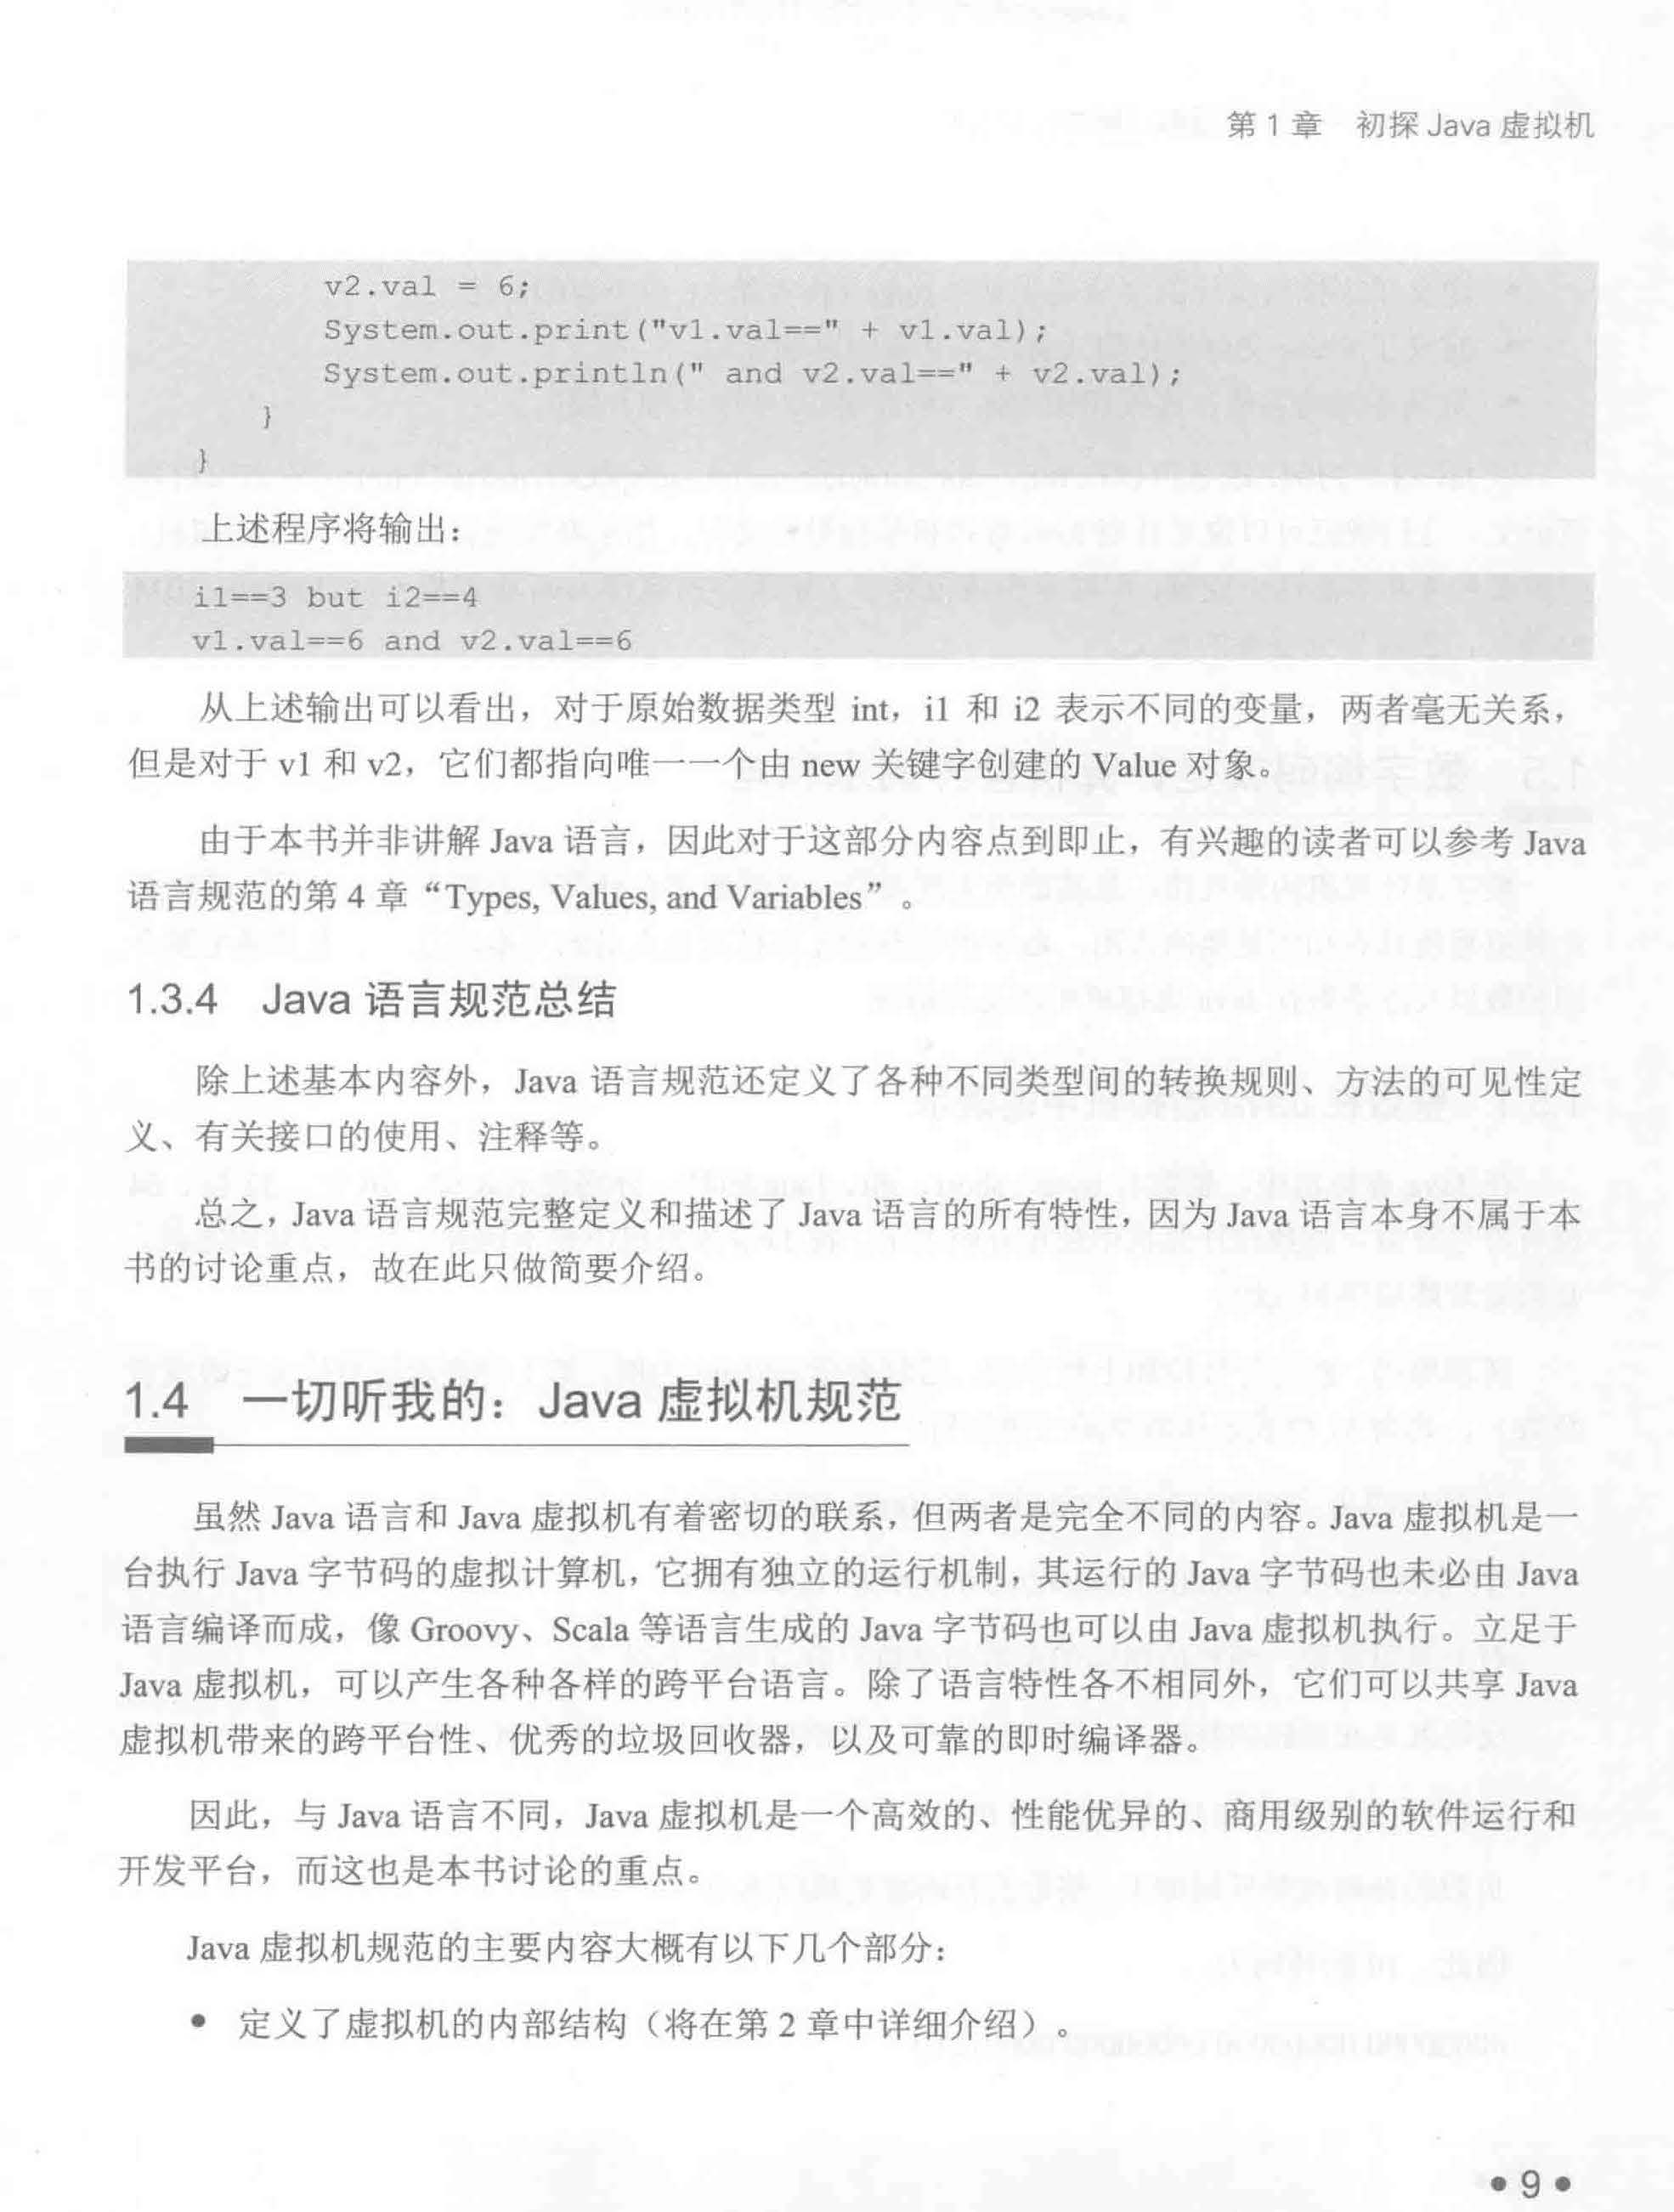 第 1 章　初探 Java 虚拟机
v2.val = 6;
System.out.print("v1.val==" + v1.val);
System.out.println(" and v2.val==" + v2.val);
}
}
上述程序将输出：
i1==3 but i2==4
v1.val==6 and v2.val==6
从上述输出可以看出，对于原始数据类型 int，i1 和 i2 表示不同的变量，两者毫无关系，
但是对于 v1 和 v2，它们都指向唯一一个由 new 关键字创建的 Value 对象。
由于本书并非讲解 Java 语言，因此对于这部分内容点到即止，有兴趣的读者可以参考 Java
语言规范的第 4 章“Types, Values, and Variables”。
1.3.4　Java 语言规范总结
除上述基本内容外，Java 语言规范还定义了各种不同类型间的转换规则、方法的可见性定
义、有关接口的使用、注释等。
总之，Java 语言规范完整定义和描述了 Java 语言的所有特性，因为 Java 语言本身不属于本
书的讨论重点，故在此只做简要介绍。
1.4　一切听我的：Java 虚拟机规范
虽然 Java 语言和 Java 虚拟机有着密切的联系，但两者是完全不同的内容。Java 虚拟机是一
台执行 Java 字节码的虚拟计算机，它拥有独立的运行机制，其运行的 Java 字节码也未必由 Java
语言编译而成，像 Groovy、Scala 等语言生成的 Java 字节码也可以由 Java 虚拟机执行。立足于
Java 虚拟机，可以产生各种各样的跨平台语言。除了语言特性各不相同外，它们可以共享 Java
虚拟机带来的跨平台性、优秀的垃圾回收器，以及可靠的即时编译器。
因此，与 Java 语言不同，Java 虚拟机是一个高效的、性能优异的、商用级别的软件运行和
开发平台，而这也是本书讨论的重点。
Java 虚拟机规范的主要内容大概有以下几个部分：
● 定义了虚拟机的内部结构（将在第 2 章中详细介绍）。
●9●